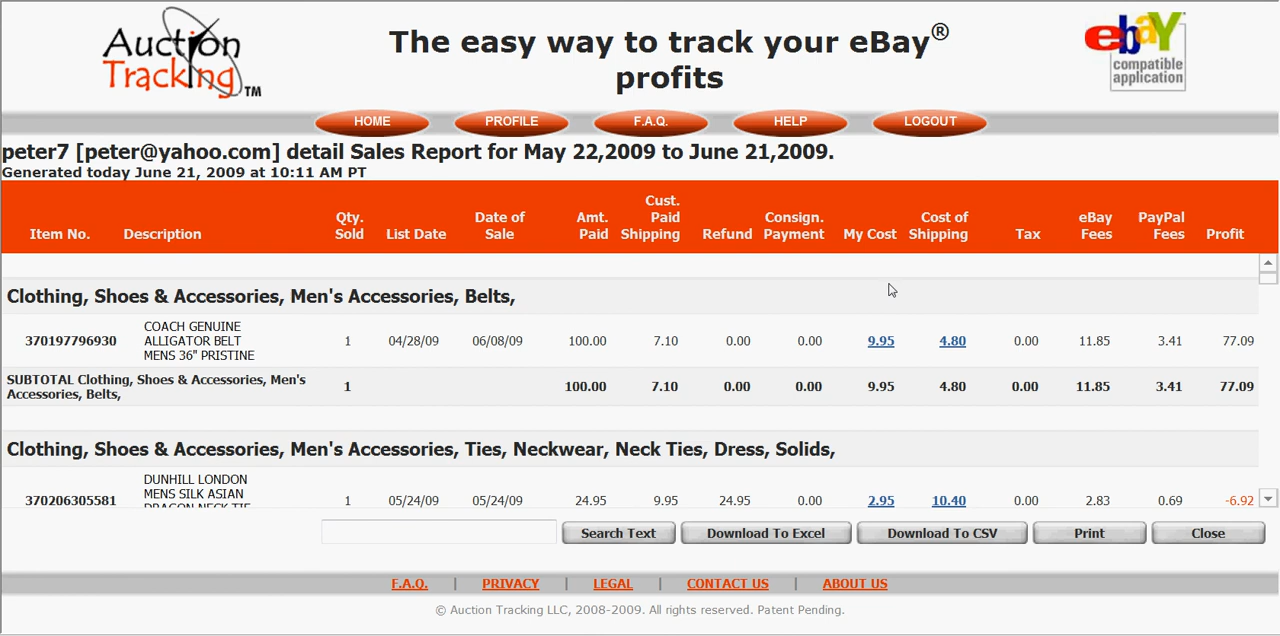 Auction
Tracking TM
The easy way to track your eBay®
profits
ebay
compatible
application
HOME PROFILE F.A.Q. HELP LOGOUT
peter7 [peter@yahoo.com] detail Sales Report for May 22,2009 to June 21,2009.
Generated today June 21, 2009 at 10:11 AM PT
Item No. Description Qty. Sold List Date Date of Sale Amt. Paid Cust. Paid Shipping Refund Consign. Payment My Cost Cost of Shipping Tax eBay Fees PayPal Fees Profit
Clothing, Shoes & Accessories, Men's Accessories, Belts,
370197796930 COACH GENUINE ALLIGATOR BELT MENS 36" PRISTINE 1 04/28/09 06/08/09 100.00 7.10 0.00 0.00 9.95 4.80 0.00 11.85 3.41 77.09
SUBTOTAL Clothing, Shoes & Accessories, Men's Accessories, Belts, 1 100.00 7.10 0.00 0.00 9.95 4.80 0.00 11.85 3.41 77.09
Clothing, Shoes & Accessories, Men's Accessories, Ties, Neckwear, Neck Ties, Dress, Solids,
370206305581 DUNHILL LONDON MENS SILK ASIAN DRAGON NECK TIE 1 05/24/09 05/24/09 24.95 9.95 24.95 0.00 2.95 10.40 0.00 2.83 0.69 -6.92
Search Text Download To Excel Download To CSV Print Close
F.A.Q. | PRIVACY | LEGAL | CONTACT US | ABOUT US
© Auction Tracking LLC, 2008-2009. All rights reserved. Patent Pending.